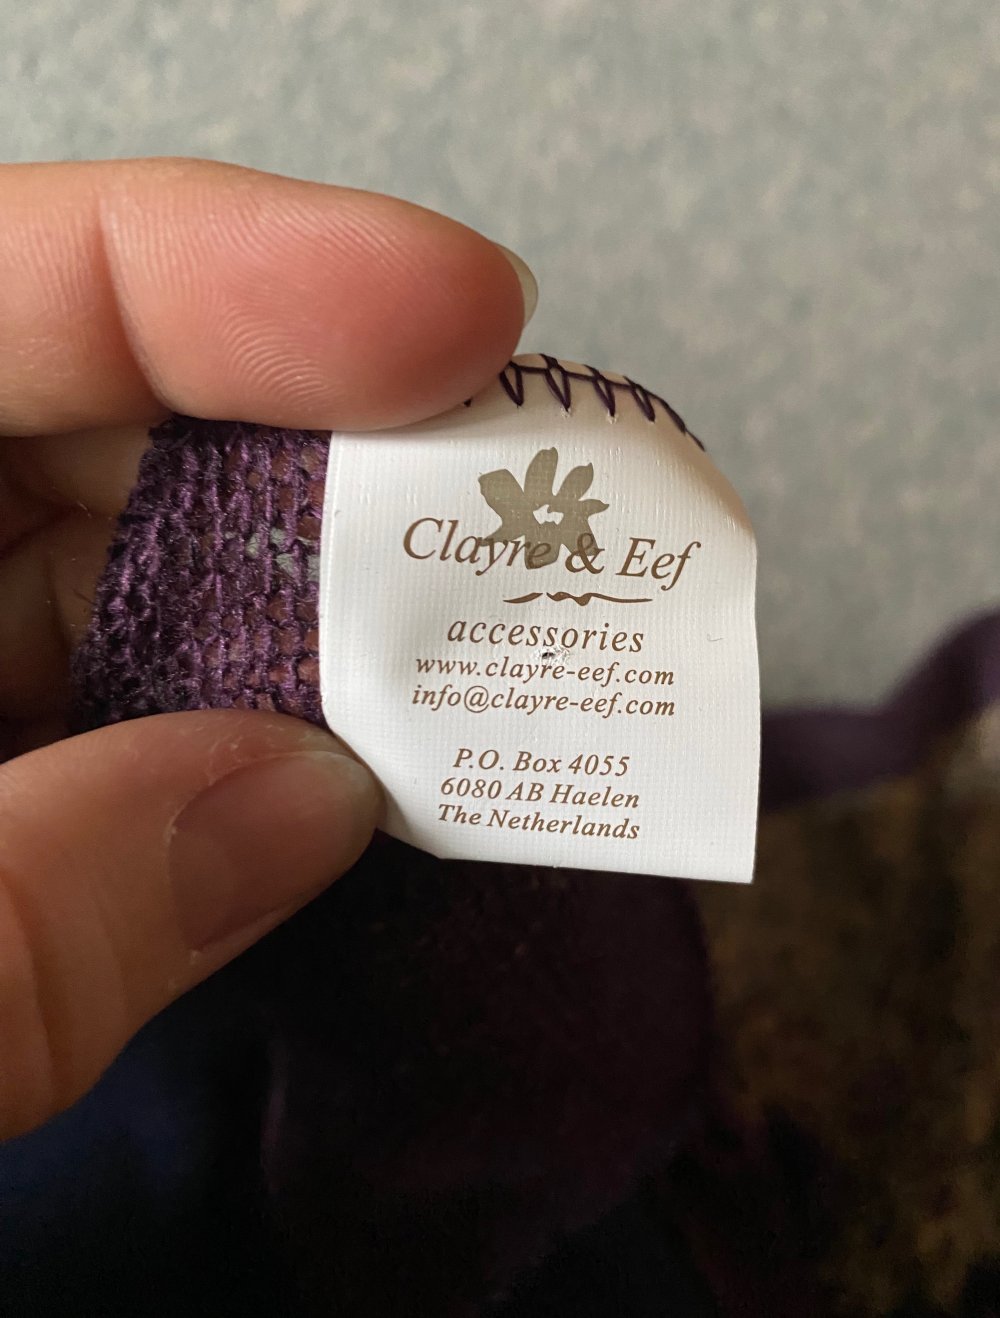 Clayre & Eef
accessories
www.clayre-eef.com
info@clayre-eef.com
P.O. Box 4055
6080 AB Haelen
The Netherlands